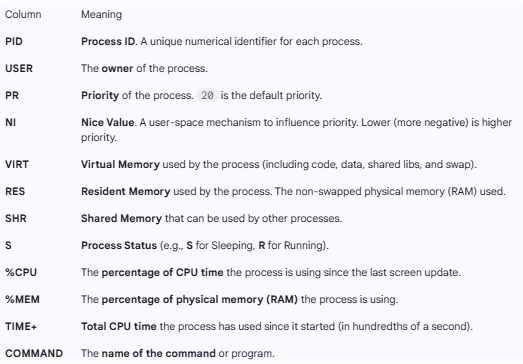 Column Meaning
PID Process ID. A unique numerical identifier for each process.
USER The owner of the process.
PR Priority of the process. 20 is the default priority.
NI Nice Value. A user-space mechanism to influence priority. Lower (more negative) is higher
priority.
VIRT Virtual Memory used by the process (including code, data, shared libs, and swap).
RES Resident Memory used by the process. The non-swapped physical memory (RAM) used.
SHR Shared Memory that can be used by other processes.
S Process Status (e.g., S for Sleeping, R for Running).
%CPU The percentage of CPU time the process is using since the last screen update.
%MEM The percentage of physical memory (RAM) the process is using.
TIME+ Total CPU time the process has used since it started (in hundredths of a second).
COMMAND The name of the command or program.